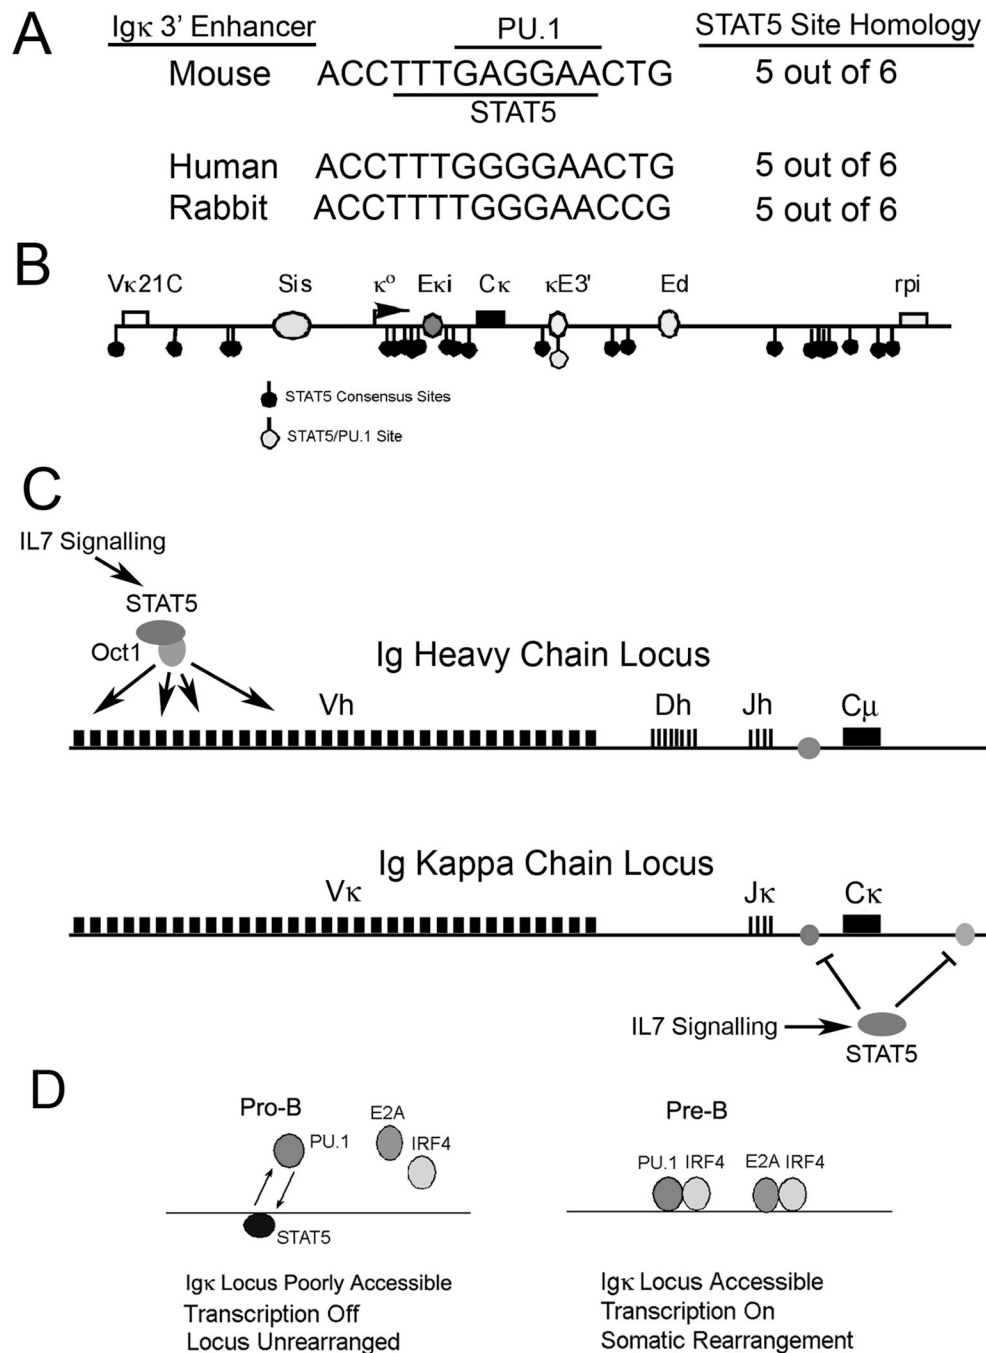 A
Igκ 3' Enhancer
PU.1
STAT5 Site Homology
Mouse ACCTTTGAGGAACTG 5 out of 6
STAT5
Human ACCTTTGGGGAACTG 5 out of 6
Rabbit ACCTTTTGGGAACCG 5 out of 6
B
Vκ21C Sis κº Eκi Cκ κE3' Ed rpi
STAT5 Consensus Sites
STAT5/PU.1 Site
C
IL7 Signalling
STAT5
Oct1
Ig Heavy Chain Locus
Vh Dh Jh Cμ
Ig Kappa Chain Locus
Vκ Jκ Cκ
IL7 Signalling
STAT5
D
Pro-B
PU.1
E2A
IRF4
STAT5
Igκ Locus Poorly Accessible
Transcription Off
Locus Unrearranged
Pre-B
PU.1 IRF4 E2A IRF4
Igκ Locus Accessible
Transcription On
Somatic Rearrangement